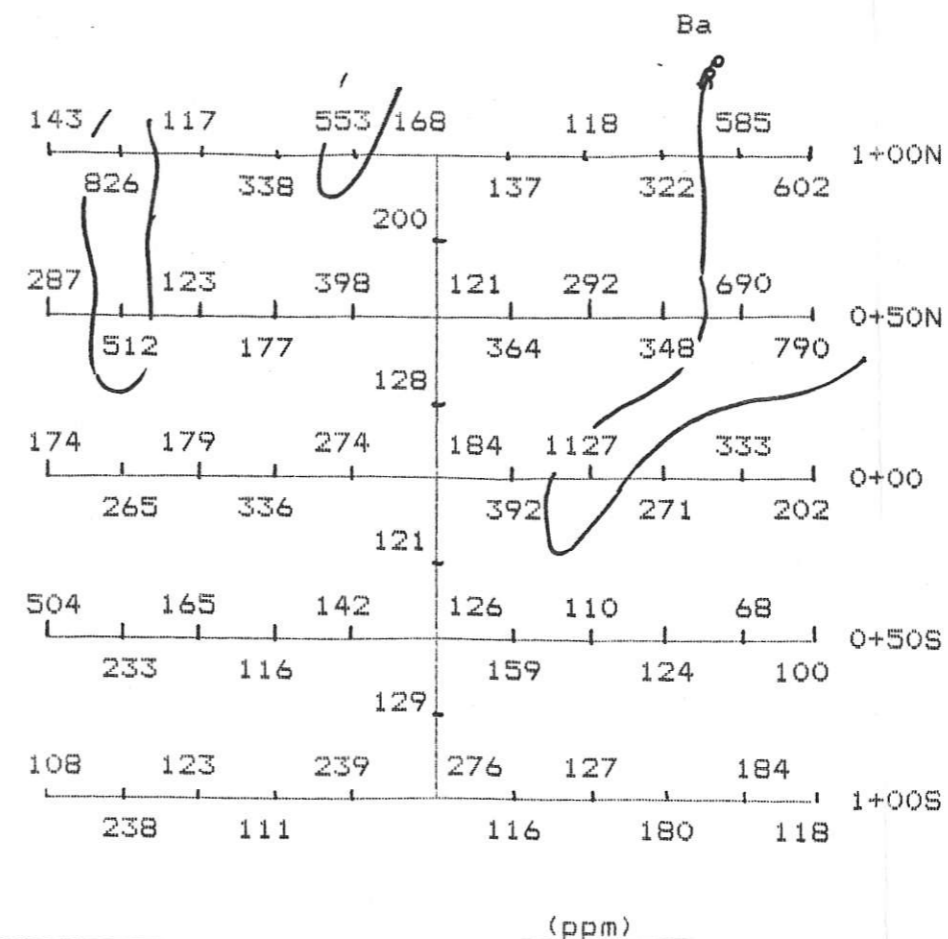 Ba
143 117 553 168 118 585
1+00N
826 338 137 322 602
200
287 123 398 121 292 690
0+50N
512 177 364 348 790
128
174 179 274 184 1127 333
0+00
265 336 392 271 202
121
504 165 142 126 110 68
0+50S
233 116 159 124 100
129
108 123 239 276 127 184
1+00S
238 111 116 180 118
(ppm)